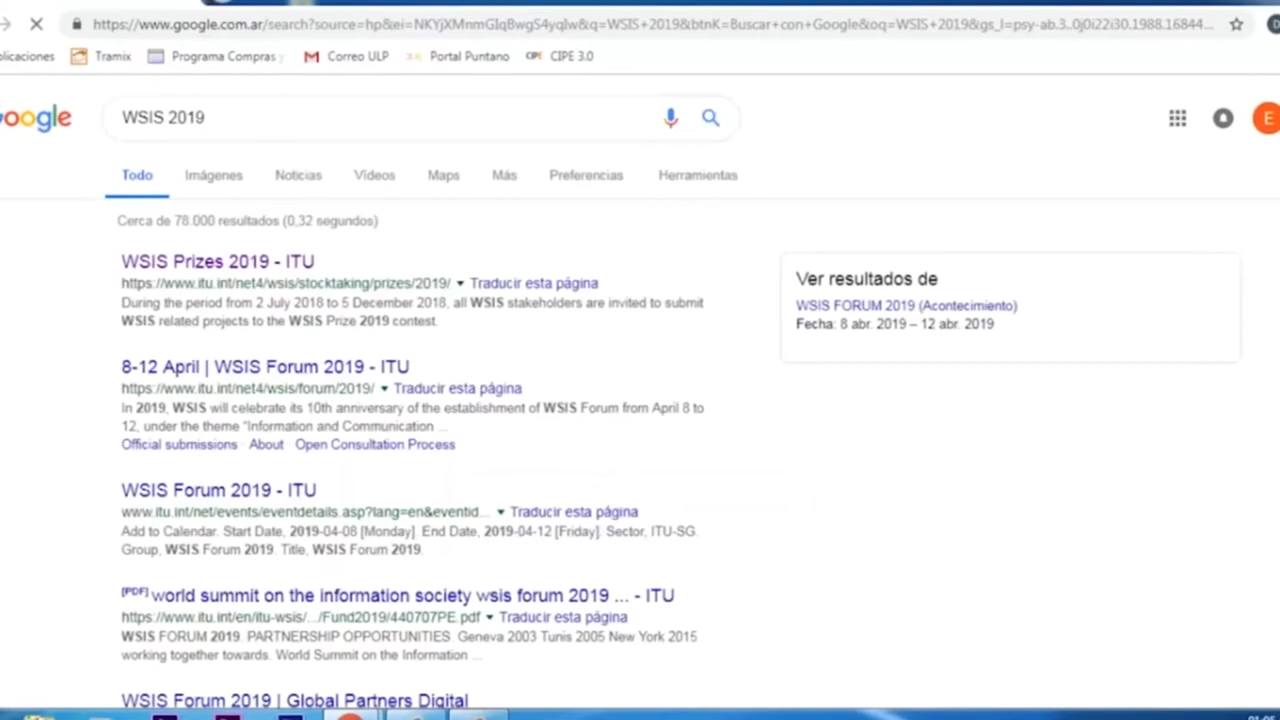 https://www.google.com.ar/search?source=hp&ei=NKYjXMnmGIqBwgS4yqIw&q=WSIS+2019&btnK=Buscar+con+Google&oq=WSIS+2019&gs_l=psy-ab.3..0j0i22i30.1988.16844...
plicaciones Tramix Programa Compras y Correo ULP Portal Puntano CIPE 3.0
oogle WSIS 2019 E
Todo Imágenes Noticias Vídeos Maps Más Preferencias Herramientas
Cerca de 78.000 resultados (0,32 segundos)
WSIS Prizes 2019 - ITU
https://www.itu.int/net4/wsis/stocktaking/prizes/2019/ Traducir esta página
During the period from 2 July 2018 to 5 December 2018, all WSIS stakeholders are invited to submit
WSIS related projects to the WSIS Prize 2019 contest.
8-12 April | WSIS Forum 2019 - ITU
https://www.itu.int/net4/wsis/forum/2019/ Traducir esta página
In 2019, WSIS will celebrate its 10th anniversary of the establishment of WSIS Forum from April 8 to
12, under the theme “Information and Communication ...
Official submissions · About · Open Consultation Process
WSIS Forum 2019 - ITU
www.itu.int/net/events/eventdetails.asp?lang=en&eventid... Traducir esta página
Add to Calendar. Start Date, 2019-04-08 [Monday]. End Date, 2019-04-12 [Friday]. Sector, ITU-SG.
Group, WSIS Forum 2019. Title, WSIS Forum 2019.
[PDF] world summit on the information society wsis forum 2019 ... - ITU
https://www.itu.int/en/itu-wsis/.../Fund2019/440707PE.pdf Traducir esta página
WSIS FORUM 2019. PARTNERSHIP OPPORTUNITIES. Geneva 2003 Tunis 2005 New York 2015
working together towards. World Summit on the Information ...
WSIS Forum 2019 | Global Partners Digital
Ver resultados de
WSIS FORUM 2019 (Acontecimiento)
Fecha: 8 abr. 2019 – 12 abr. 2019